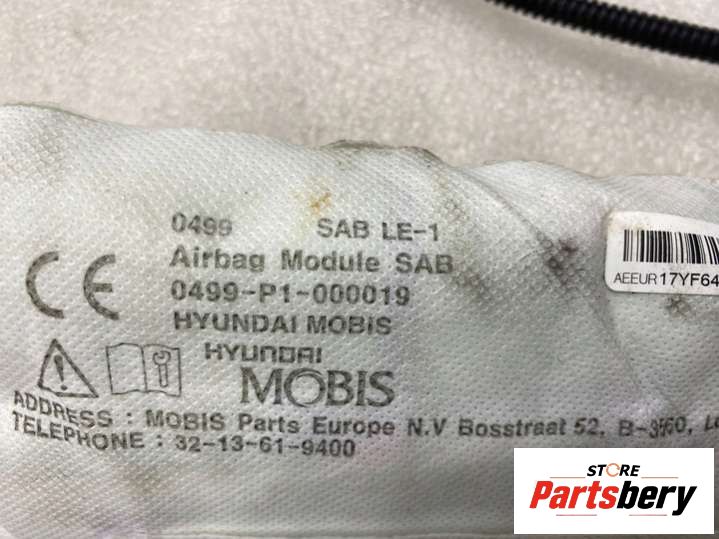 0499 SAB LE-1
Airbag Module SAB
0499-P1-000019
HYUNDAI MOBIS
CE
HYUNDAI
MOBIS
ADDRESS : MOBIS Parts Europe N.V Bosstraat 52,
TELEPHONE : 32-13-61-9400
AEEUR17YF64
STORE
Partsbery